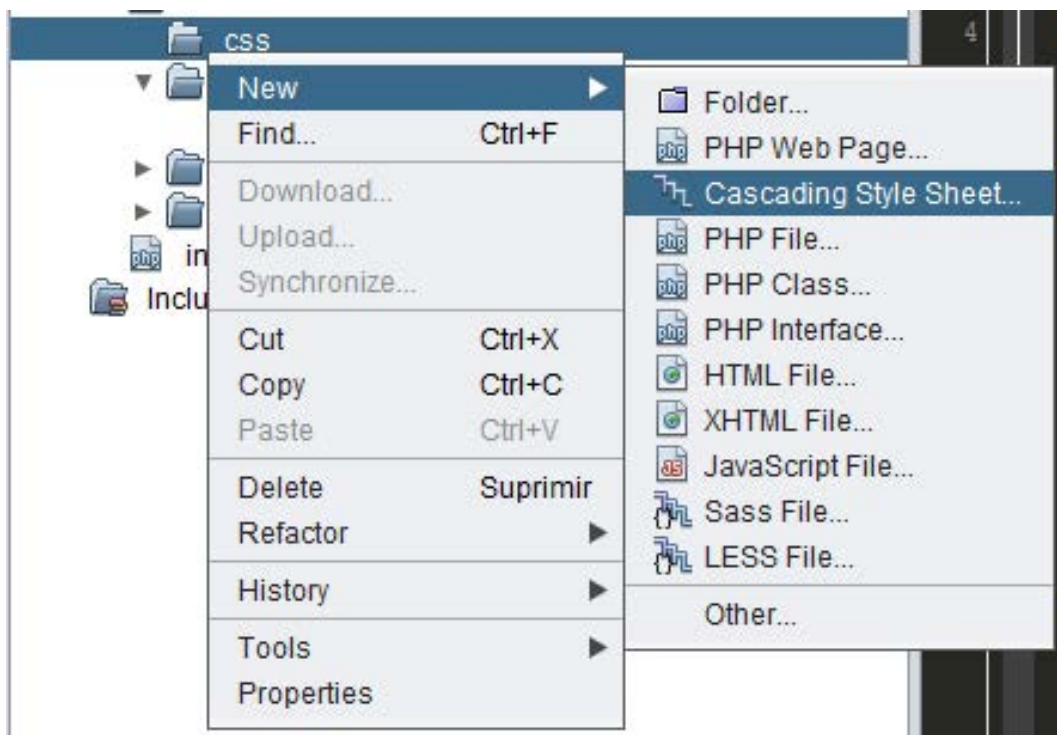 css
4
New
Find... Ctrl+F
Download...
Upload...
Synchronize...
Cut Ctrl+X
Copy Ctrl+C
Paste Ctrl+V
Delete Suprimir
Refactor
History
Tools
Properties
Folder...
PHP Web Page...
Cascading Style Sheet...
PHP File...
PHP Class...
PHP Interface...
HTML File...
XHTML File...
JavaScript File...
Sass File...
LESS File...
Other...
in
Inclu